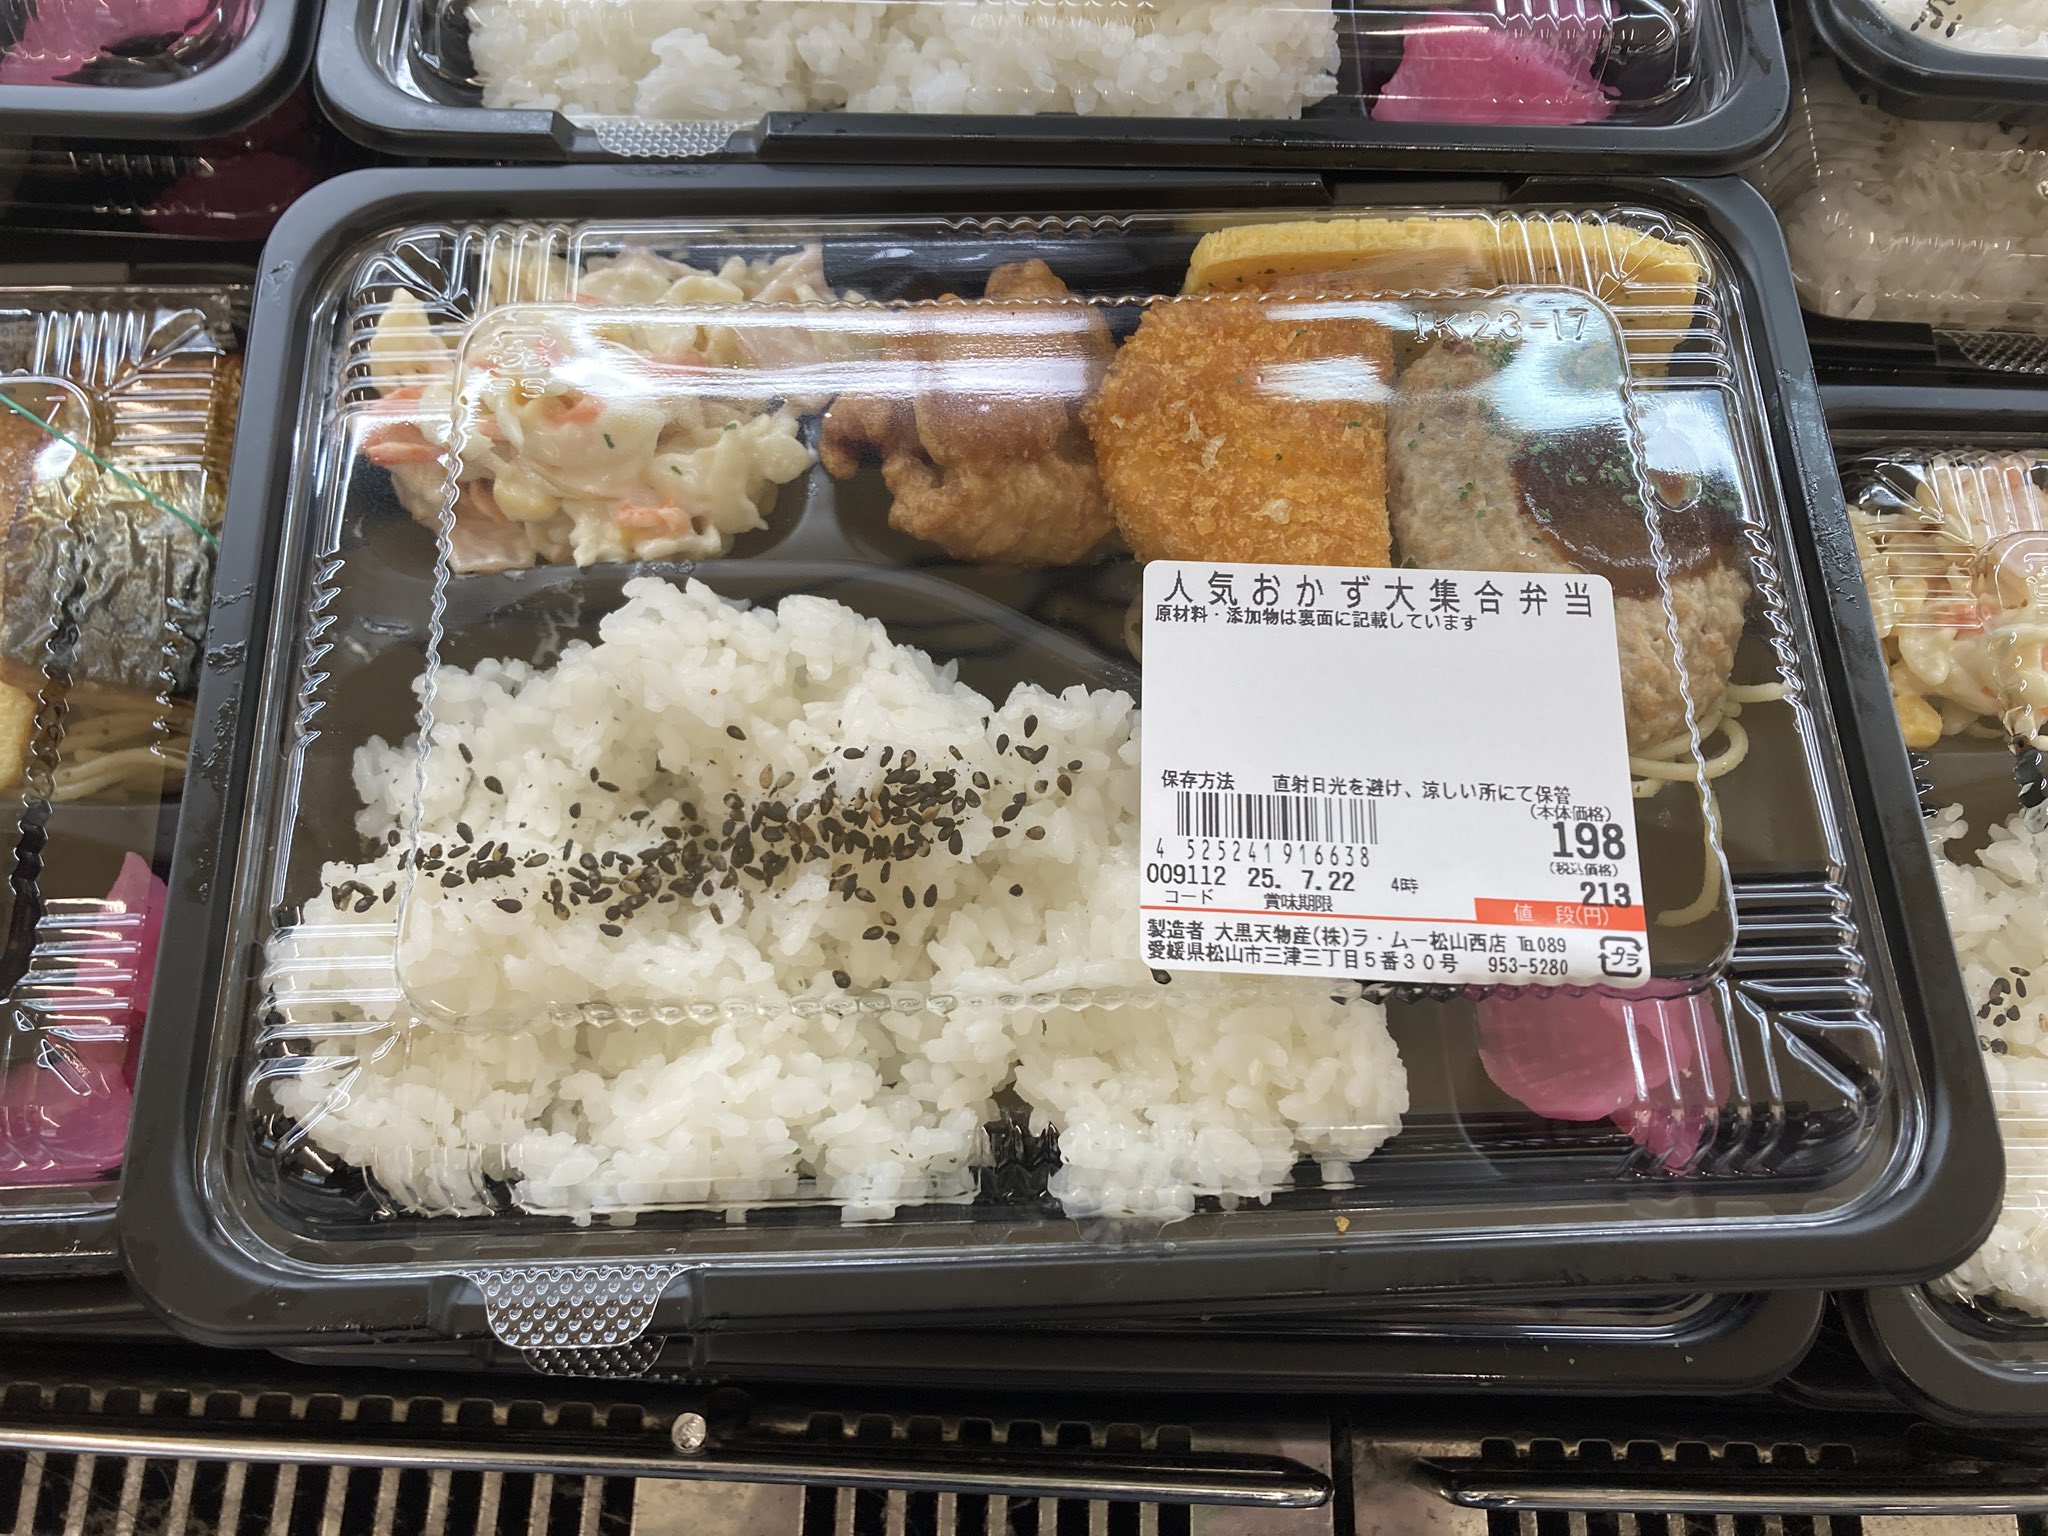 IK23-17
人気おかず大集合弁当
原材料・添加物は裏面に記載しています
保存方法 直射日光を避け、涼しい所にて保管
(本体価格)
198
4 525241 916638
(税込価格)
009112 25. 7.22 4時 213
コード 賞味期限 値 段(円)
製造者 大黒天物産(株)ラ・ムー松山西店 ℡089
愛媛県松山市三津三丁目5番30号 953-5280
プラ